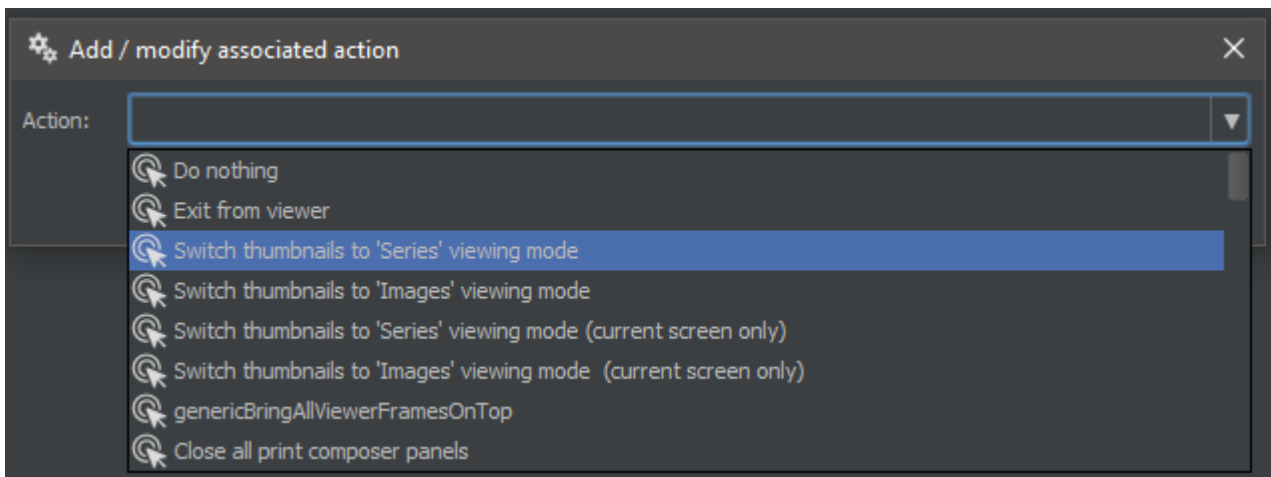 Add / modify associated action
Action:
Do nothing
Exit from viewer
Switch thumbnails to 'Series' viewing mode
Switch thumbnails to 'Images' viewing mode
Switch thumbnails to 'Series' viewing mode (current screen only)
Switch thumbnails to 'Images' viewing mode  (current screen only)
genericBringAllViewerFramesOnTop
Close all print composer panels